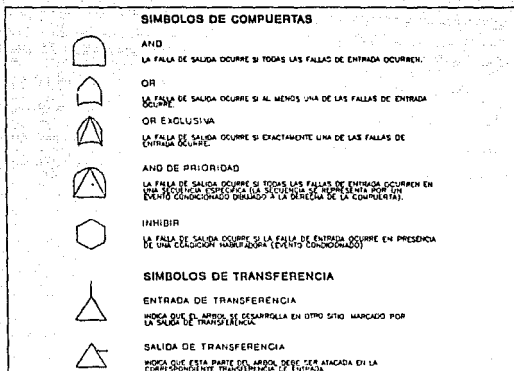 SIMBOLOS DE COMPUERTAS
AND
LA FALLA DE SALIDA OCURRE SI TODAS LAS FALLAS DE ENTRADA OCURREN.
OR
LA FALLA DE SALIDA OCURRE SI AL MENOS UNA DE LAS FALLAS DE ENTRADA
OCURRE.
OR EXCLUSIVA
LA FALLA DE SALIDA OCURRE SI EXACTAMENTE UNA DE LAS FALLAS DE
ENTRADA OCURRE.
AND DE PRIORIDAD
LA FALLA DE SALIDA OCURRE SI TODAS LAS FALLAS DE ENTRADA OCURREN EN
UNA SECUENCIA ESPECIFICA (LA SECUENCIA SE REPRESENTA POR UN
EVENTO CONDICIONADO DIBUJADO A LA DERECHA DE LA COMPUERTA).
INHIBIR
LA FALLA DE SALIDA OCURRE SI LA FALLA DE ENTRADA OCURRE EN PRESENCIA
DE UNA CONDICION HABILITADORA (EVENTO CONDICIONADO)
SIMBOLOS DE TRANSFERENCIA
ENTRADA DE TRANSFERENCIA
INDICA QUE EL ARBOL SE DESARROLLA EN OTRO SITIO MARCADO POR
LA SALIDA DE TRANSFERENCIA.
SALIDA DE TRANSFERENCIA
INDICA QUE ESTA PARTE DEL ARBOL DEBE SER ATACADA EN LA
CORRESPONDIENTE TRANSFERENCIA DE ENTRADA